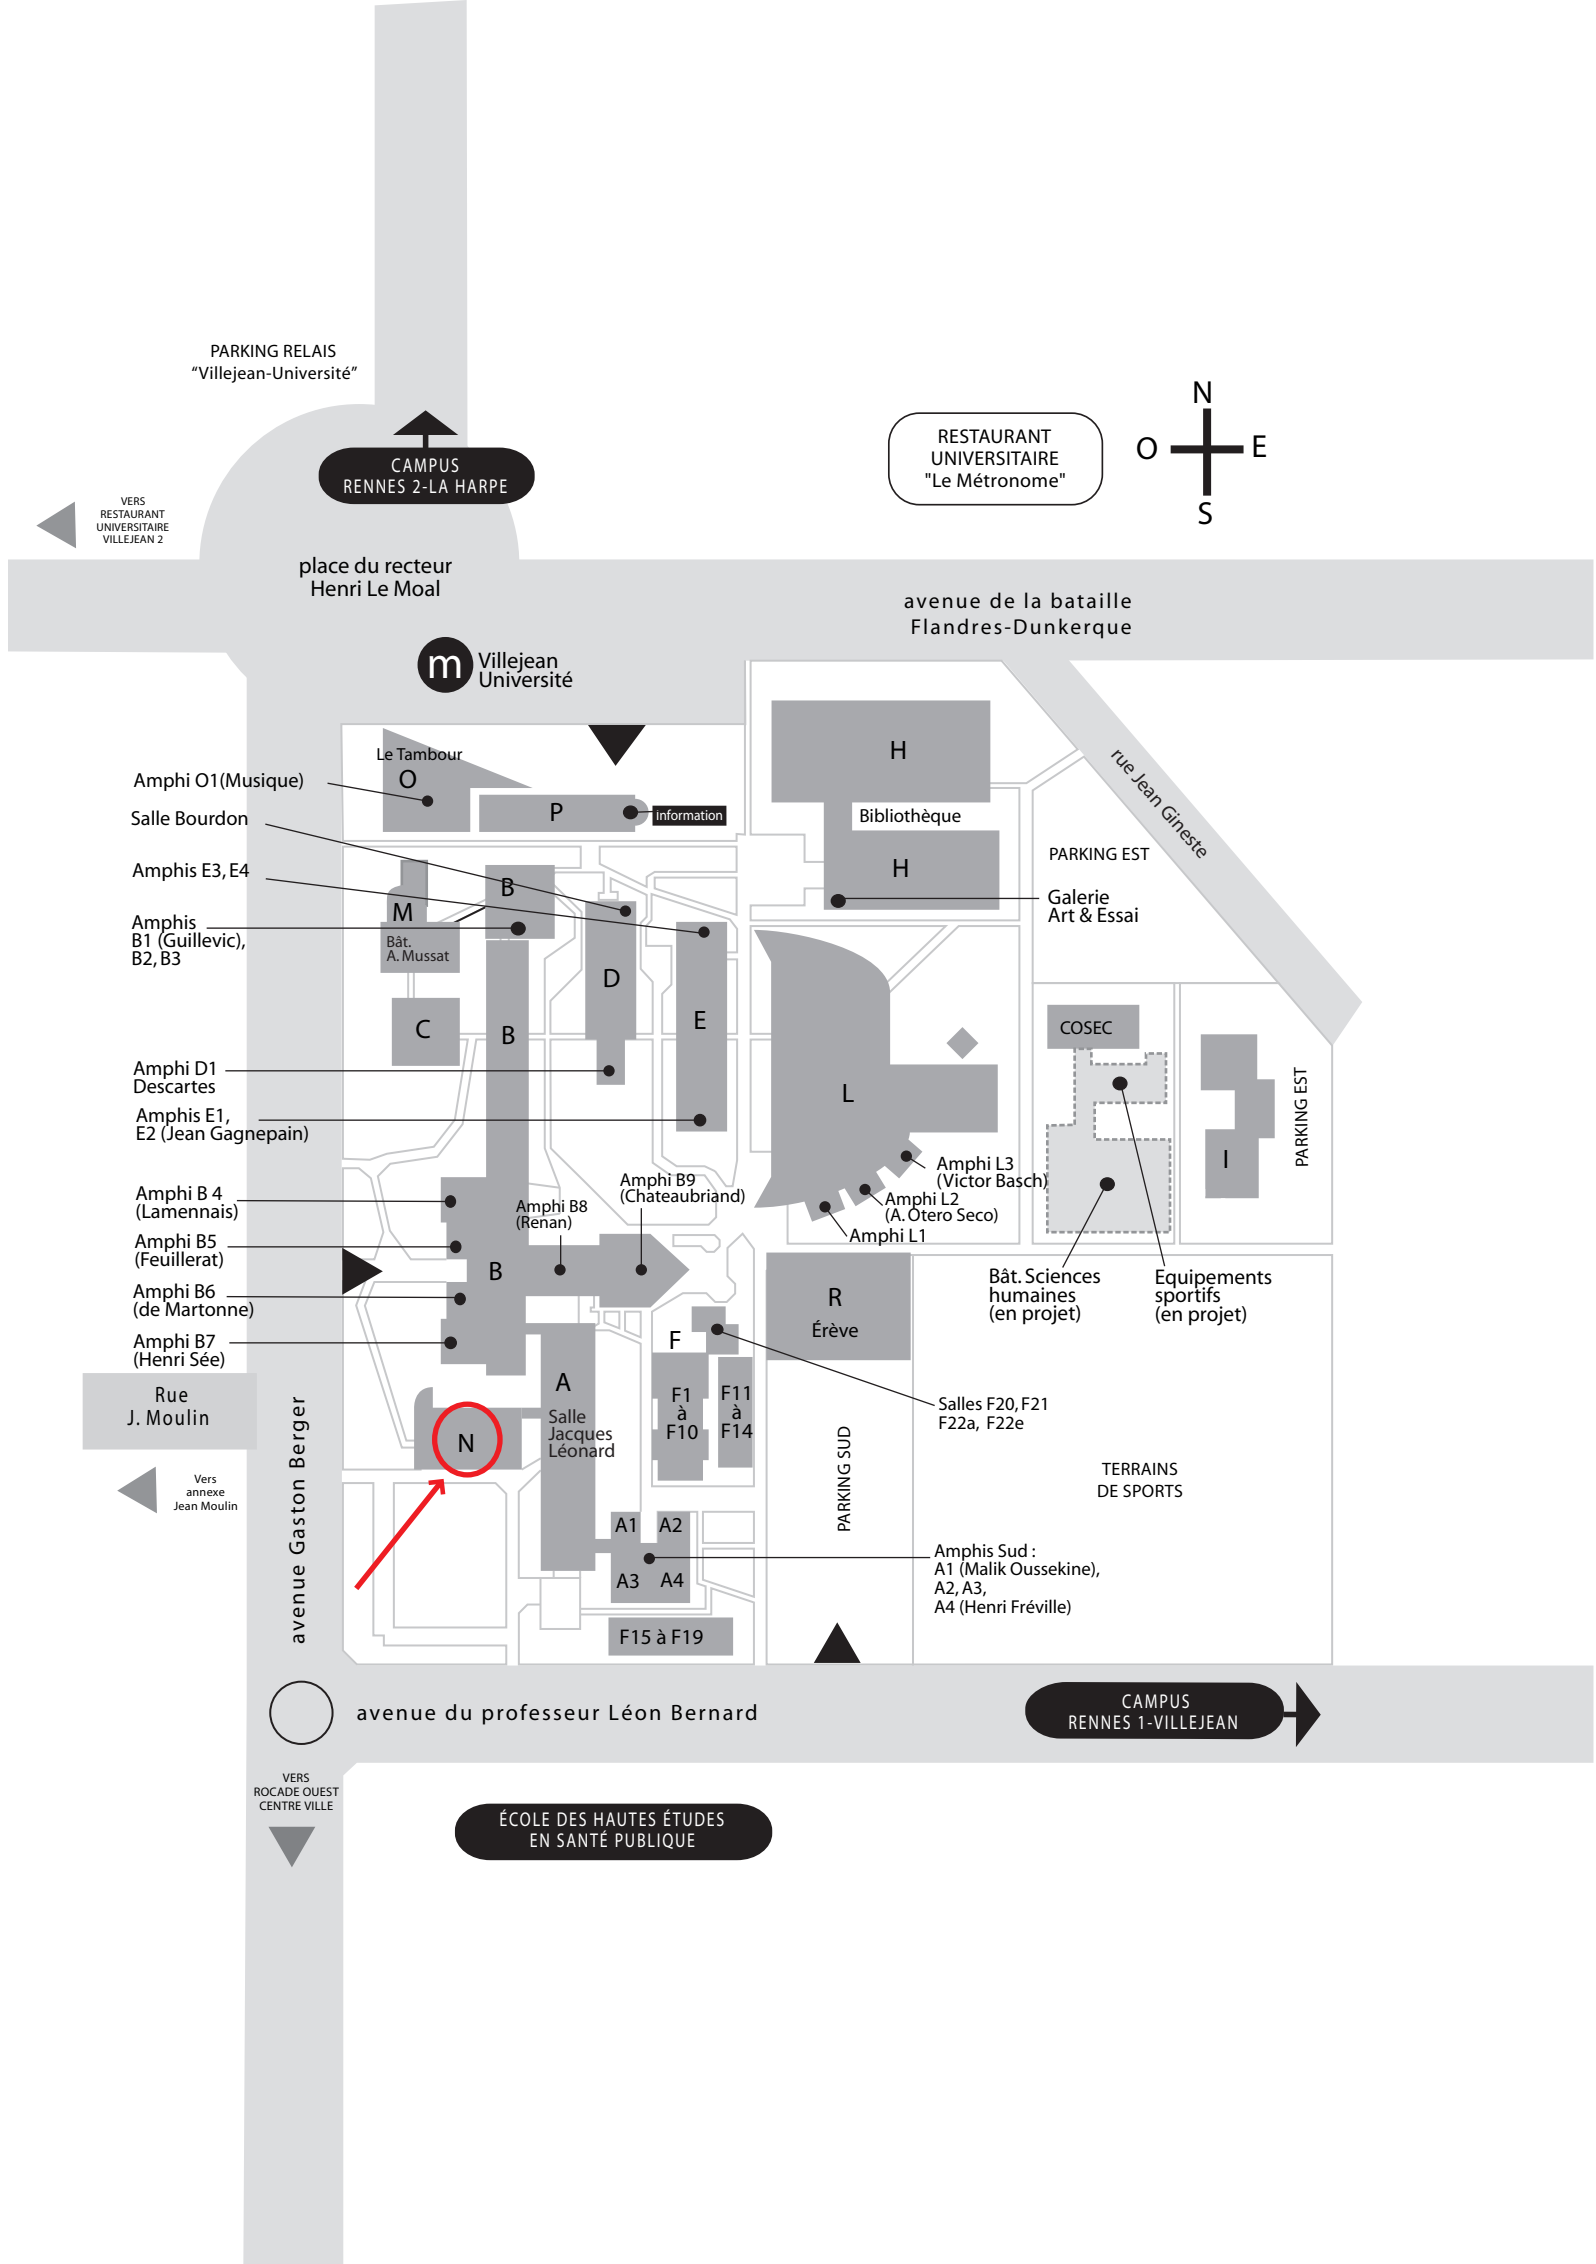 PARKING RELAIS
“Villejean-Université”
CAMPUS
RENNES 2-LA HARPE
RESTAURANT
UNIVERSITAIRE
"Le Métronome"
N
O
E
S
VERS
RESTAURANT
UNIVERSITAIRE
VILLEJEAN 2
place du recteur
Henri Le Moal
avenue de la bataille
Flandres-Dunkerque
m
Villejean
Université
rue Jean Gineste
Le Tambour
O
P
information
H
Bibliothèque
H
PARKING EST
Galerie
Art & Essai
Amphi O1(Musique)
Salle Bourdon
Amphis E3, E4
Amphis
B1 (Guillevic),
B2, B3
B
M
Bât.
A. Mussat
C
B
D
E
L
COSEC
I
PARKING EST
Amphi D1
Descartes
Amphis E1,
E2 (Jean Gagnepain)
Amphi B 4
(Lamennais)
Amphi B5
(Feuillerat)
Amphi B6
(de Martonne)
Amphi B7
(Henri Sée)
Amphi B8
(Renan)
Amphi B9
(Chateaubriand)
Amphi L3
(Victor Basch)
Amphi L2
(A. Otero Seco)
Amphi L1
B
R
Érève
Bât. Sciences
humaines
(en projet)
Equipements
sportifs
(en projet)
F
F1
à
F10
F11
à
F14
Salles F20, F21
F22a, F22e
A
Salle
Jacques
Léonard
N
Rue
J. Moulin
Vers
annexe
Jean Moulin
avenue Gaston Berger
PARKING SUD
TERRAINS
DE SPORTS
A1
A2
A3
A4
Amphis Sud :
A1 (Malik Oussekine),
A2, A3,
A4 (Henri Fréville)
F15 à F19
avenue du professeur Léon Bernard
CAMPUS
RENNES 1-VILLEJEAN
VERS
ROCADE OUEST
CENTRE VILLE
ÉCOLE DES HAUTES ÉTUDES
EN SANTÉ PUBLIQUE